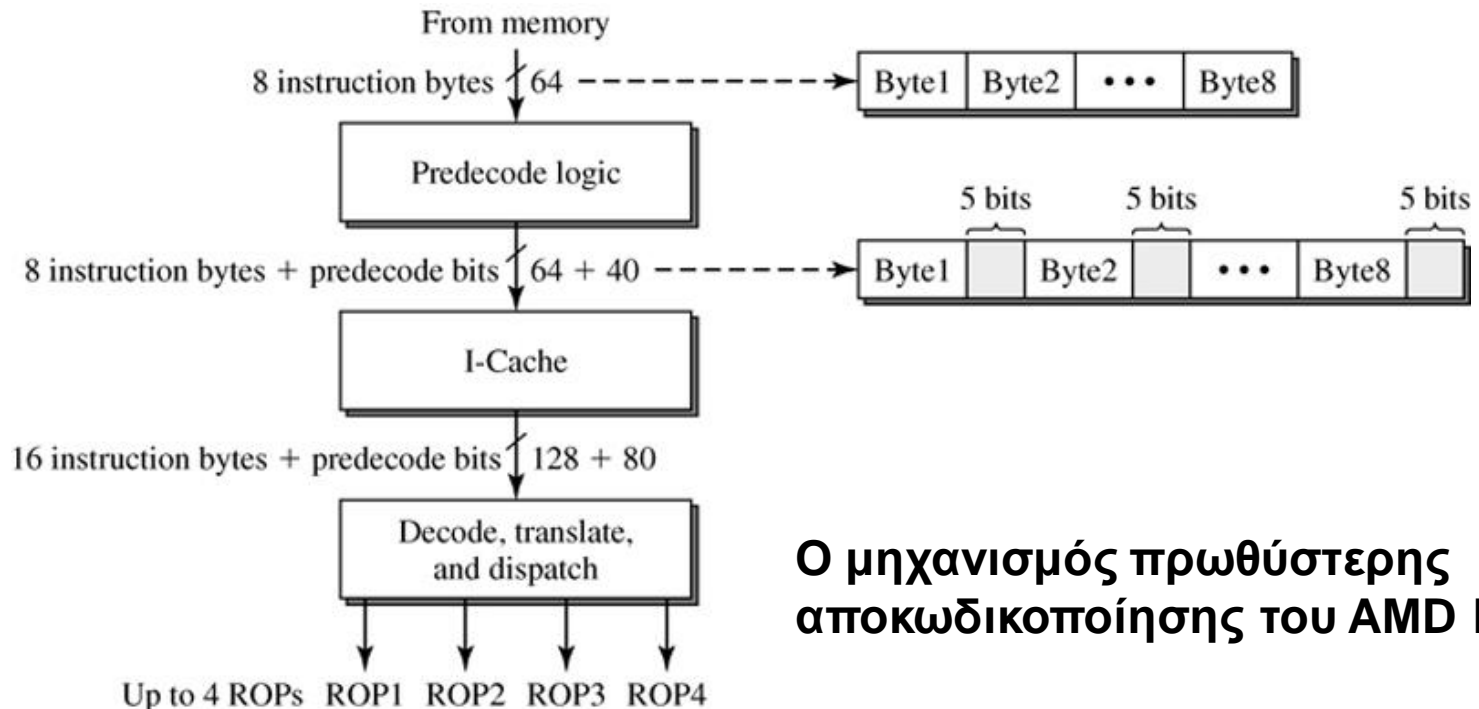 From memory
8 instruction bytes 64
Byte1 Byte2 • • • Byte8
Predecode logic
5 bits 5 bits 5 bits
8 instruction bytes + predecode bits 64 + 40
Byte1 Byte2 • • • Byte8
I-Cache
16 instruction bytes + predecode bits 128 + 80
Decode, translate,
and dispatch
Ο μηχανισμός πρωθύστερης
αποκωδικοποίησης του AMD
Up to 4 ROPs ROP1 ROP2 ROP3 ROP4